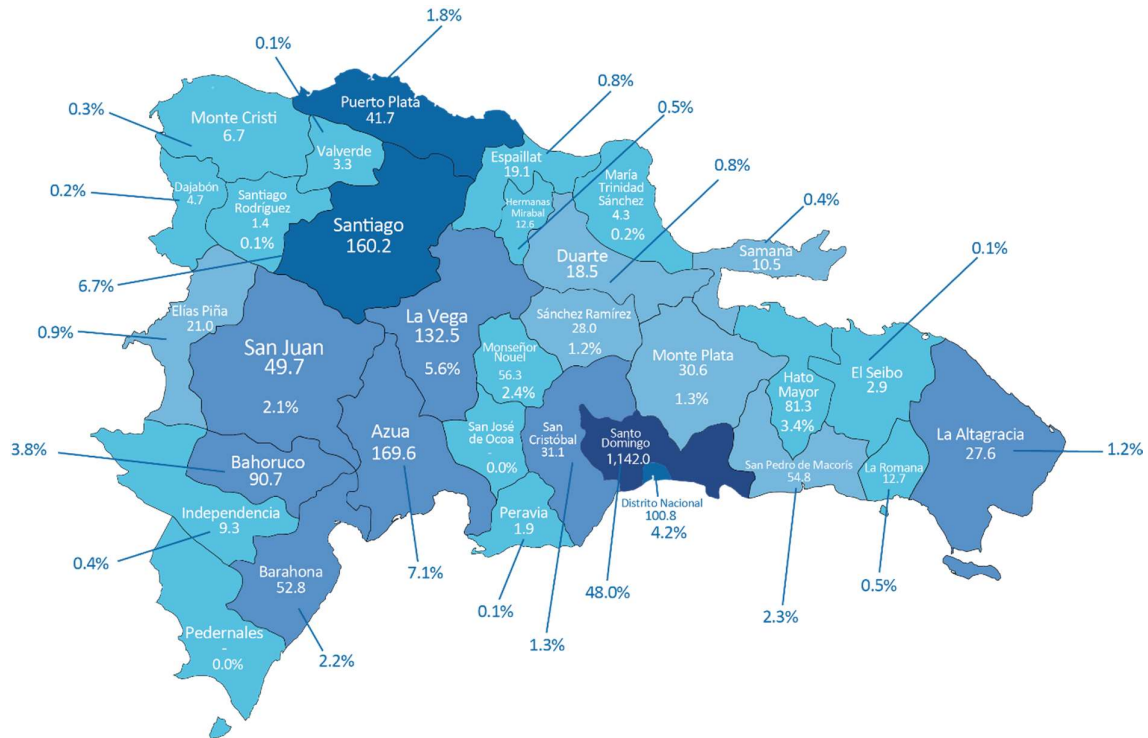 1.8%
0.1%
0.3%
Monte Cristi
6.7
Puerto Plata
41.7
0.8%
0.5%
Valverde
3.3
Espaillat
19.1
0.8%
0.2%
Dajabón
4.7
Santiago
Rodríguez
1.4
0.1%
Hermanas
Mirabal
12.6
María
Trinidad
Sánchez
4.3
0.2%
0.4%
Santiago
160.2
Samaná
10.5
0.1%
6.7%
Duarte
18.5
0.9%
Elías Piña
21.0
La Vega
132.5
5.6%
Sánchez Ramírez
28.0
1.2%
San Juan
49.7
2.1%
Monseñor
Nouel
56.3
2.4%
Monte Plata
30.6
1.3%
Hato
Mayor
81.3
3.4%
El Seibo
2.9
3.8%
Bahoruco
90.7
Azua
169.6
San José
de Ocoa
-
0.0%
San
Cristóbal
31.1
Santo
Domingo
1,142.0
La Altagracia
27.6
1.2%
San Pedro de Macorís
54.8
La Romana
12.7
Independencia
9.3
Peravia
1.9
Distrito Nacional
100.8
4.2%
0.4%
Barahona
52.8
7.1%
0.1%
48.0%
0.5%
2.3%
1.3%
Pedernales
-
0.0%
2.2%